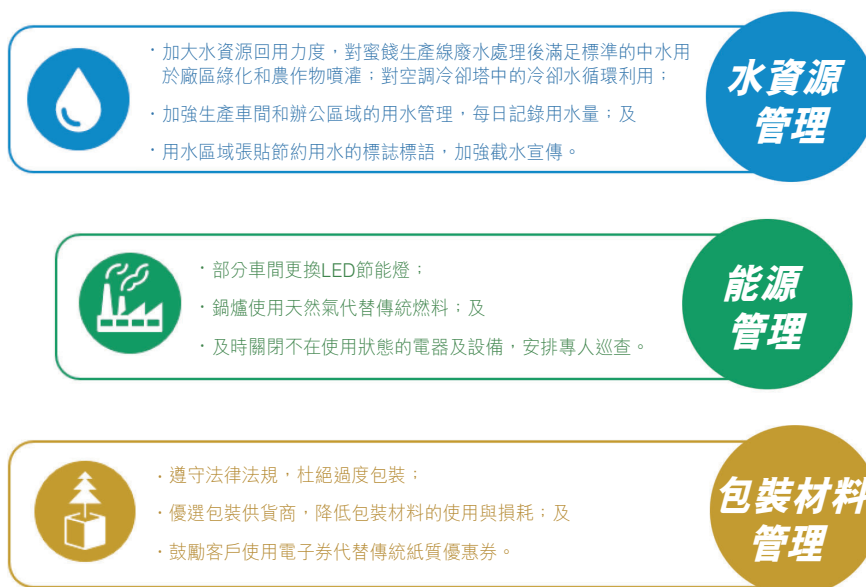 ·加大水資源回用力度，對蜜餞生產線廢水處理後滿足標準的中水用
於廠區綠化和農作物噴灌；對空調冷卻塔中的冷卻水循環利用；
·加強生產車間和辦公區域的用水管理，每日記錄用水量；及
·用水區域張貼節約用水的標誌標語，加強截水宣傳。
水資源
管理
·部分車間更換LED節能燈；
·鍋爐使用天然氣代替傳統燃料；及
·及時關閉不在使用狀態的電器及設備，安排專人巡查。
能源
管理
·遵守法律法規，杜絕過度包裝；
·優選包裝供貨商，降低包裝材料的使用與損耗；及
·鼓勵客戶使用電子券代替傳統紙質優惠券。
包裝材料
管理